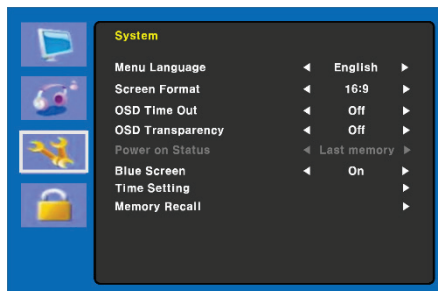 System
Menu Language ◀ English ▶
Screen Format ◀ 16:9 ▶
OSD Time Out ◀ Off ▶
OSD Transparency ◀ Off ▶
Power on Status ◀ Last memory ▶
Blue Screen ◀ On ▶
Time Setting ▶
Memory Recall ▶